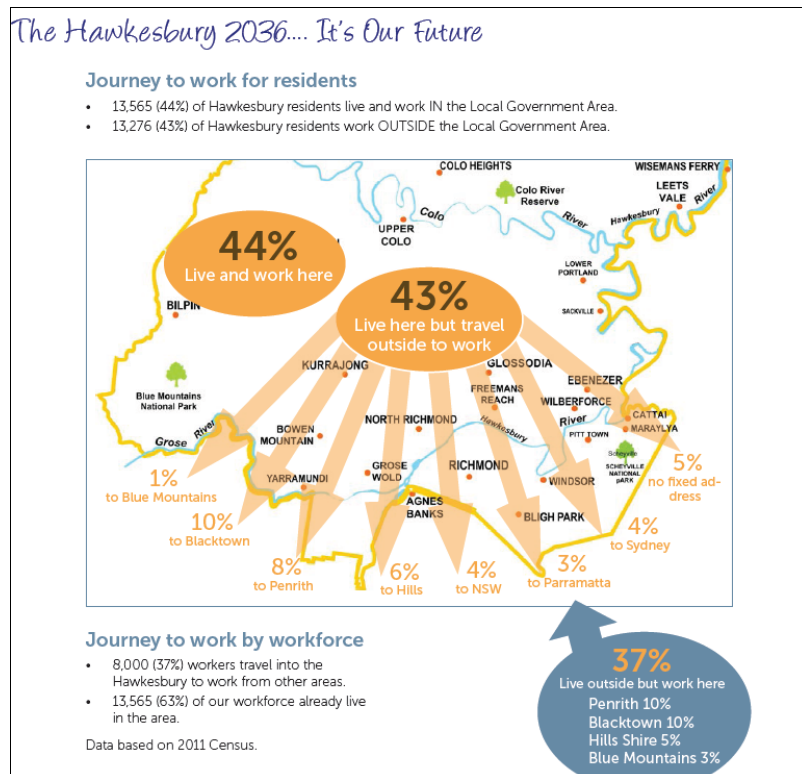 The Hawkesbury 2036.... It's Our Future
Journey to work for residents
• 13,565 (44%) of Hawkesbury residents live and work IN the Local Government Area.
• 13,276 (43%) of Hawkesbury residents work OUTSIDE the Local Government Area.
COLO HEIGHTS
WISEMANS FERRY
Colo River
Reserve
LEETS
VALE
River
Colo
River
Hawkesbury
UPPER
COLO
44%
Live and work here
LOWER
PORTLAND
43%
Live here but travel
outside to work
BILPIN
SACKVILLE
KURRAJONG
GLOSSODIA
Blue Mountains
National Park
FREEMANS
REACH
EBENEZER
WILBERFORCE
CATTAI
MARAYLYA
River
NORTH RICHMOND
Hawkesbury
PITT TOWN
BOWEN
MOUNTAIN
Grose
River
Scheyville
SCHEYVILLE
NATIONAL
pARK
GROSE
WOLD
RICHMOND
YARRAMUNDI
WINDSOR
AGNES
BANKS
BLIGH PARK
1%
to Blue Mountains
10%
to Blacktown
8%
to Penrith
6%
to Hills
4%
to NSW
3%
to Parramatta
4%
to Sydney
5%
no fixed ad-
dress
Journey to work by workforce
• 8,000 (37%) workers travel into the
Hawkesbury to work from other areas.
• 13,565 (63%) of our workforce already live
in the area.
Data based on 2011 Census.
37%
Live outside but work here
Penrith 10%
Blacktown 10%
Hills Shire 5%
Blue Mountains 3%